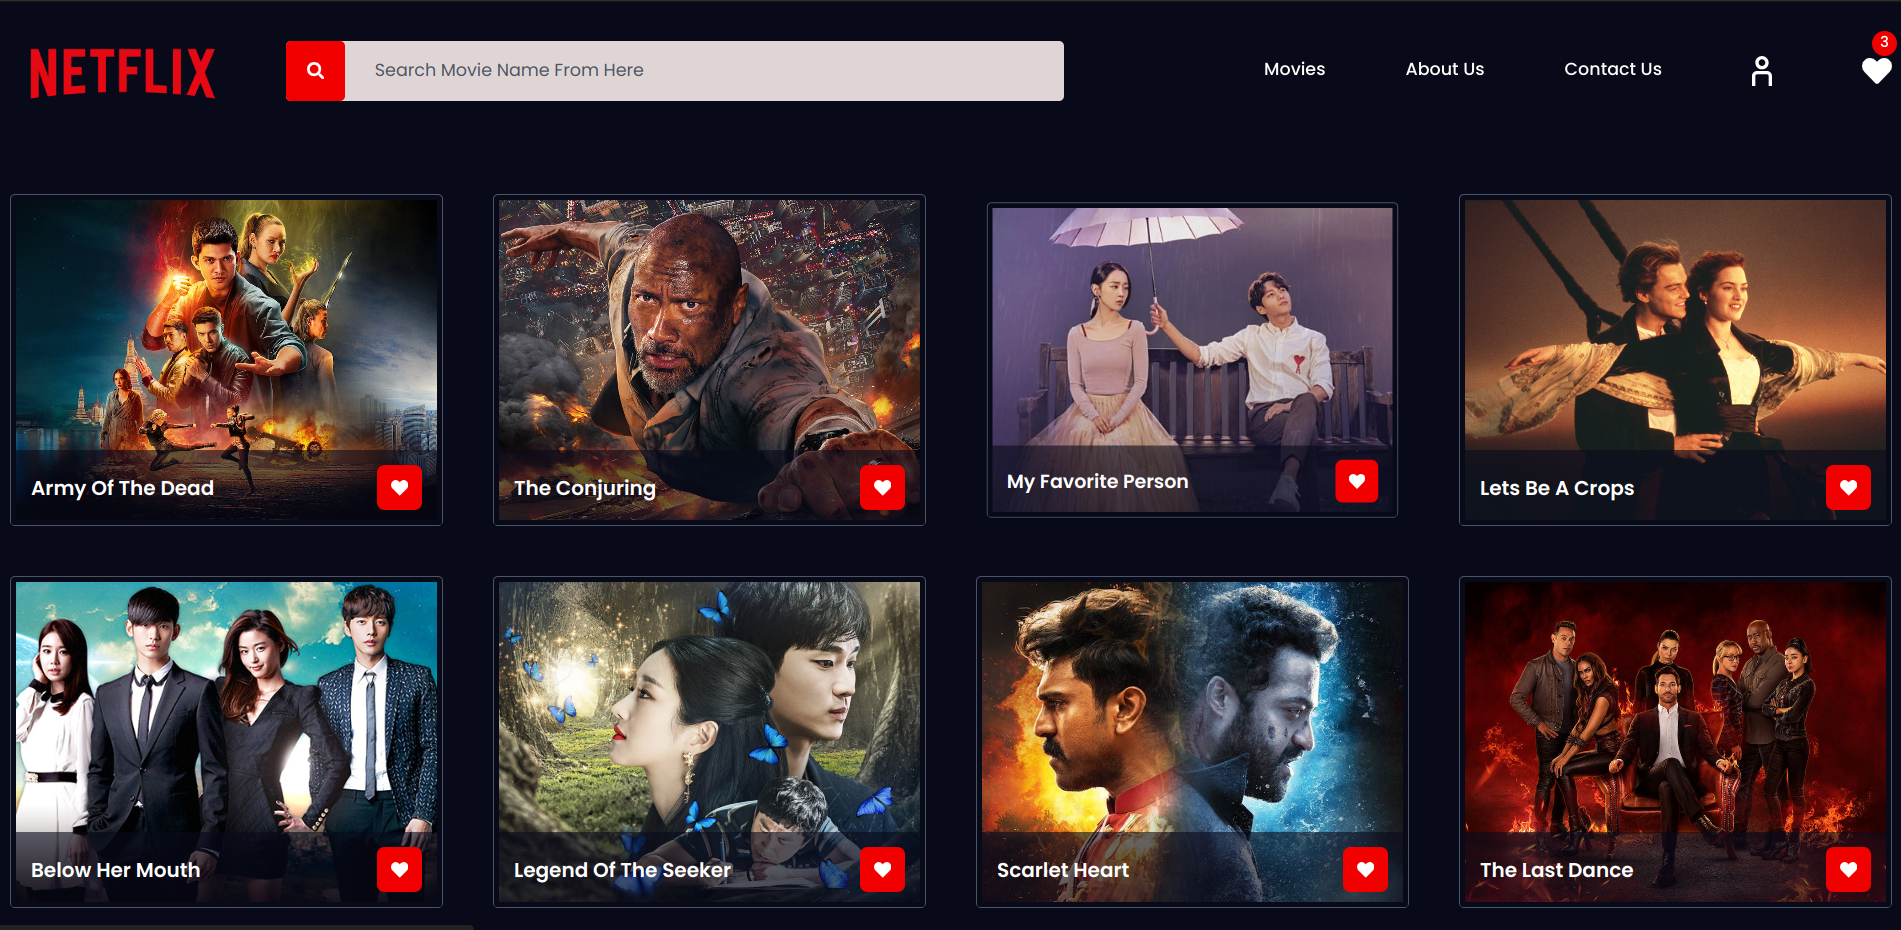 NETFLIX
Search Movie Name From Here
Movies
About Us
Contact Us
3
Army Of The Dead
The Conjuring
My Favorite Person
Lets Be A Crops
Below Her Mouth
Legend Of The Seeker
Scarlet Heart
The Last Dance